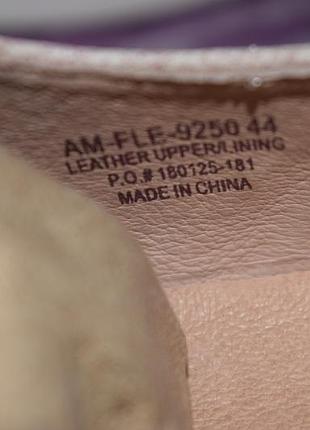 AM-FLE-9250 44
LEATHER UPPER/LINING
P.O.# 180125-181
MADE IN CHINA